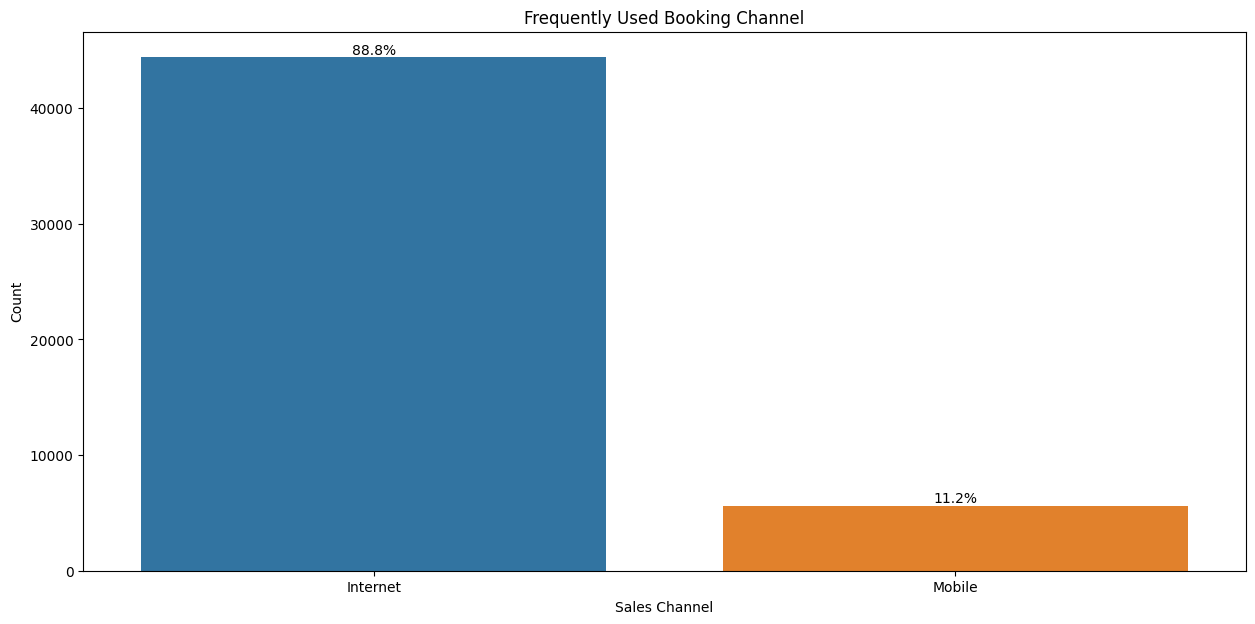 Frequently Used Booking Channel
88.8%
11.2%
40000
30000
20000
10000
0
Count
Internet
Mobile
Sales Channel